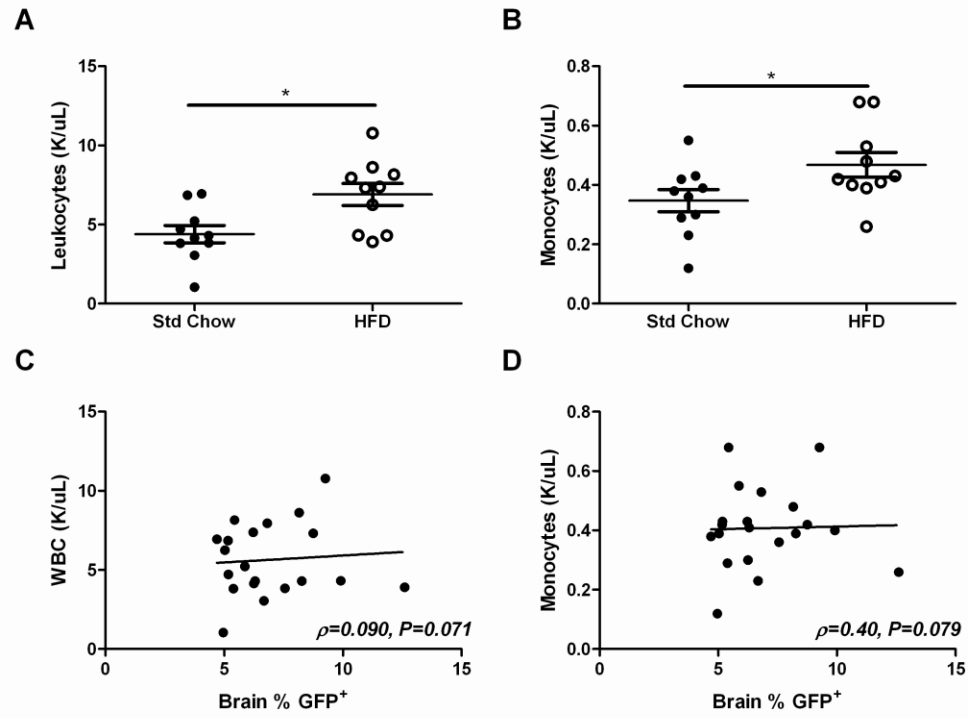 A
B
15
10
5
0
Leukocytes (K/uL)
*
Std Chow
HFD
0.8
0.6
0.4
0.2
0.0
Monocytes (K/uL)
*
Std Chow
HFD
C
D
15
10
5
0
WBC (K/uL)
ρ=0.090, P=0.071
0 5 10 15
Brain % GFP⁺
0.8
0.6
0.4
0.2
0.0
Monocytes (K/uL)
ρ=0.40, P=0.079
0 5 10 15
Brain % GFP⁺